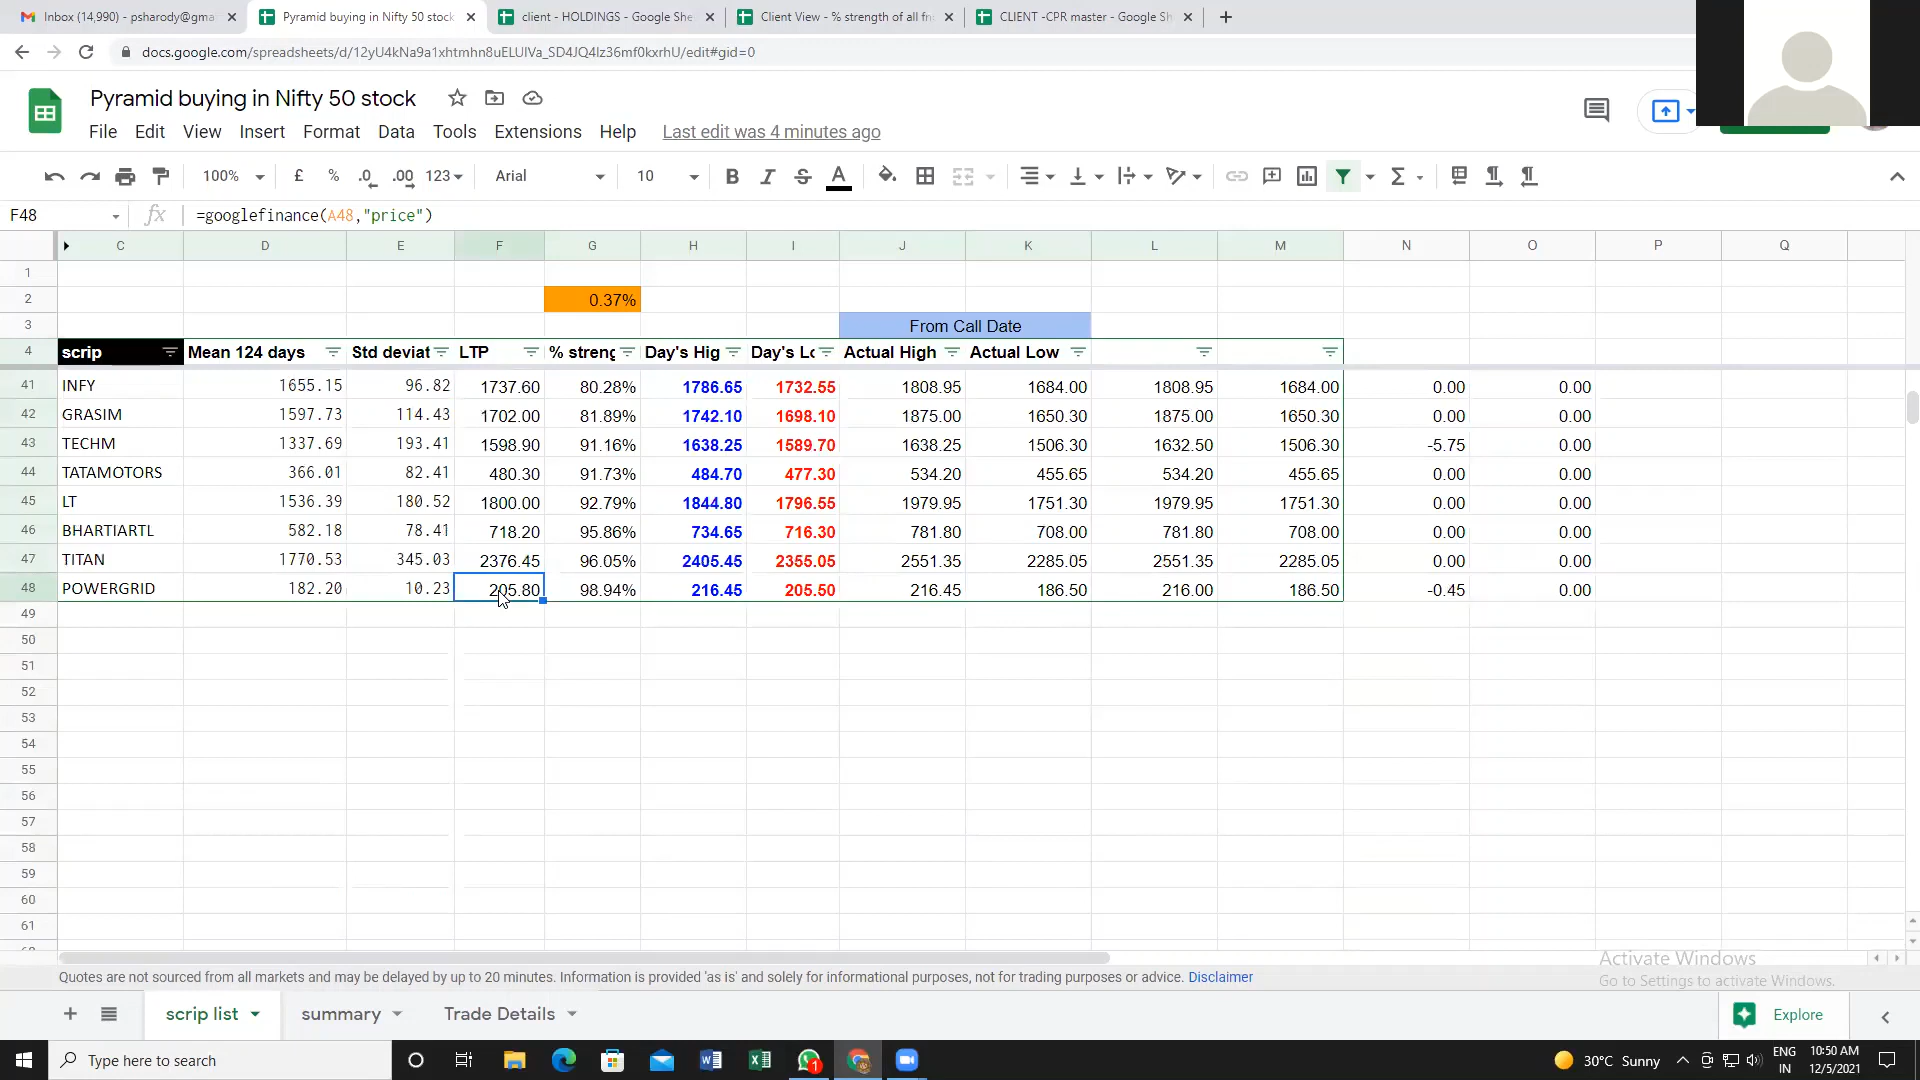 Inbox (14,990) - psharody@gma
Pyramid buying in Nifty 50 stock
client - HOLDINGS - Google She
Client View - % strength of all fn
CLIENT -CPR master - Google Sh
docs.google.com/spreadsheets/d/12yU4kNa9a1xhtmhn8uELUlVa_SD4JQ4lz36mf0kxrhU/edit#gid=0
Pyramid buying in Nifty 50 stock
File Edit View Insert Format Data Tools Extensions Help Last edit was 4 minutes ago
100% £ % .0 .00 123 Arial 10 B I S A
F48 fx =googlefinance(A48,"price")
C D E F G H I J K L M N O P Q
1
2 0.37%
3 From Call Date
4 scrip Mean 124 days Std deviat LTP % streng Day's Hig Day's Lo Actual High Actual Low
41 INFY 1655.15 96.82 1737.60 80.28% 1786.65 1732.55 1808.95 1684.00 1808.95 1684.00 0.00 0.00
42 GRASIM 1597.73 114.43 1702.00 81.89% 1742.10 1698.10 1875.00 1650.30 1875.00 1650.30 0.00 0.00
43 TECHM 1337.69 193.41 1598.90 91.16% 1638.25 1589.70 1638.25 1506.30 1632.50 1506.30 -5.75 0.00
44 TATAMOTORS 366.01 82.41 480.30 91.73% 484.70 477.30 534.20 455.65 534.20 455.65 0.00 0.00
45 LT 1536.39 180.52 1800.00 92.79% 1844.80 1796.55 1979.95 1751.30 1979.95 1751.30 0.00 0.00
46 BHARTIARTL 582.18 78.41 718.20 95.86% 734.65 716.30 781.80 708.00 781.80 708.00 0.00 0.00
47 TITAN 1770.53 345.03 2376.45 96.05% 2405.45 2355.05 2551.35 2285.05 2551.35 2285.05 0.00 0.00
48 POWERGRID 182.20 10.23 205.80 98.94% 216.45 205.50 216.45 186.50 216.00 186.50 -0.45 0.00
49
50
51
52
53
54
55
56
57
58
59
60
61
Activate Windows
Quotes are not sourced from all markets and may be delayed by up to 20 minutes. Information is provided 'as is' and solely for informational purposes, not for trading purposes or advice. Disclaimer
Go to Settings to activate Windows.
scrip list summary Trade Details Explore
Type here to search
1
30°C Sunny
ENG
IN
10:50 AM
12/5/2021